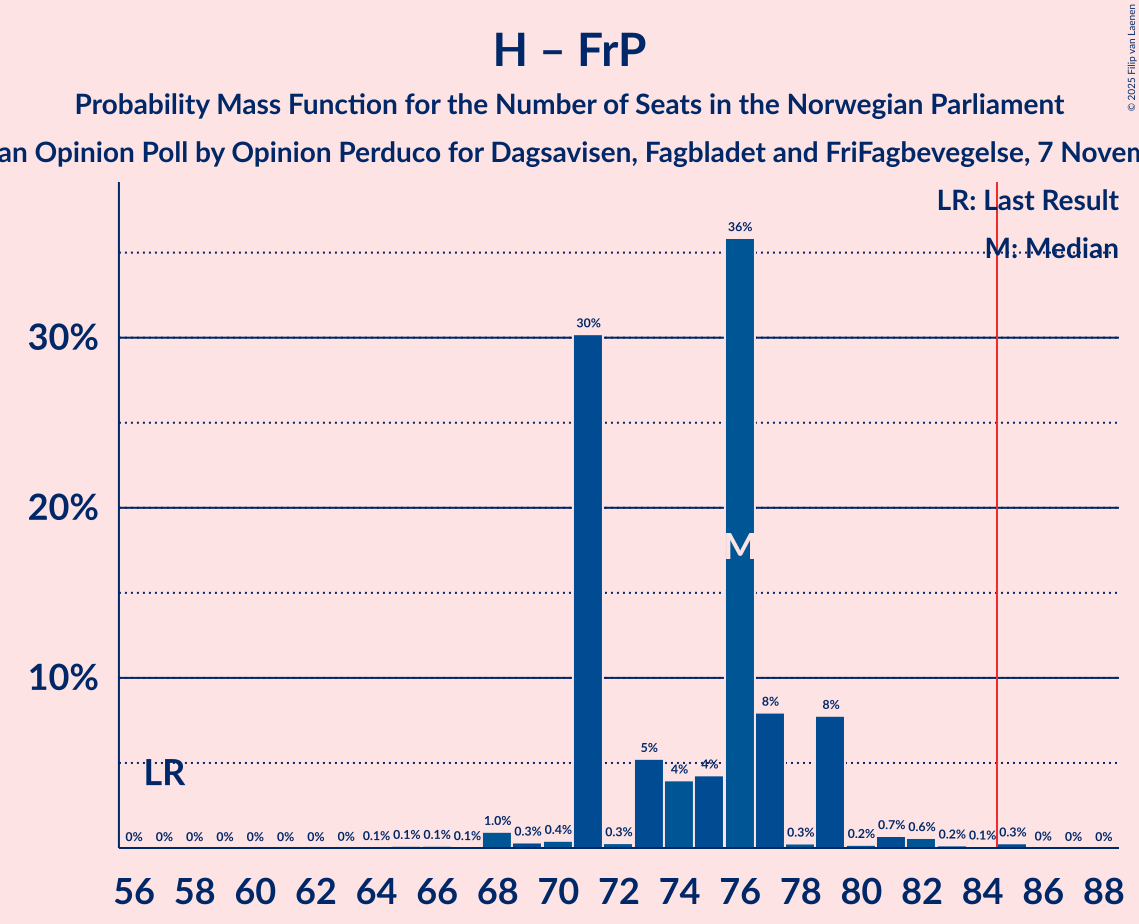 H – FrP
Probability Mass Function for the Number of Seats in the Norwegian Parliament
an Opinion Poll by Opinion Perduco for Dagsavisen, Fagbladet and FriFagbevegelse, 7 Novem
© 2025 Filip van Laenen
LR: Last Result
M: Median
36%
30%
30%
20%
M
10%
8% 8%
5% 4% 4%
LR
0% 0% 0% 0% 0% 0% 0% 0% 0.1% 0.1% 0.1% 0.1% 1.0% 0.3% 0.4% 0.3% 0.3% 0.2% 0.7% 0.6% 0.2% 0.1% 0.3% 0% 0% 0%
56 58 60 62 64 66 68 70 72 74 76 78 80 82 84 86 88